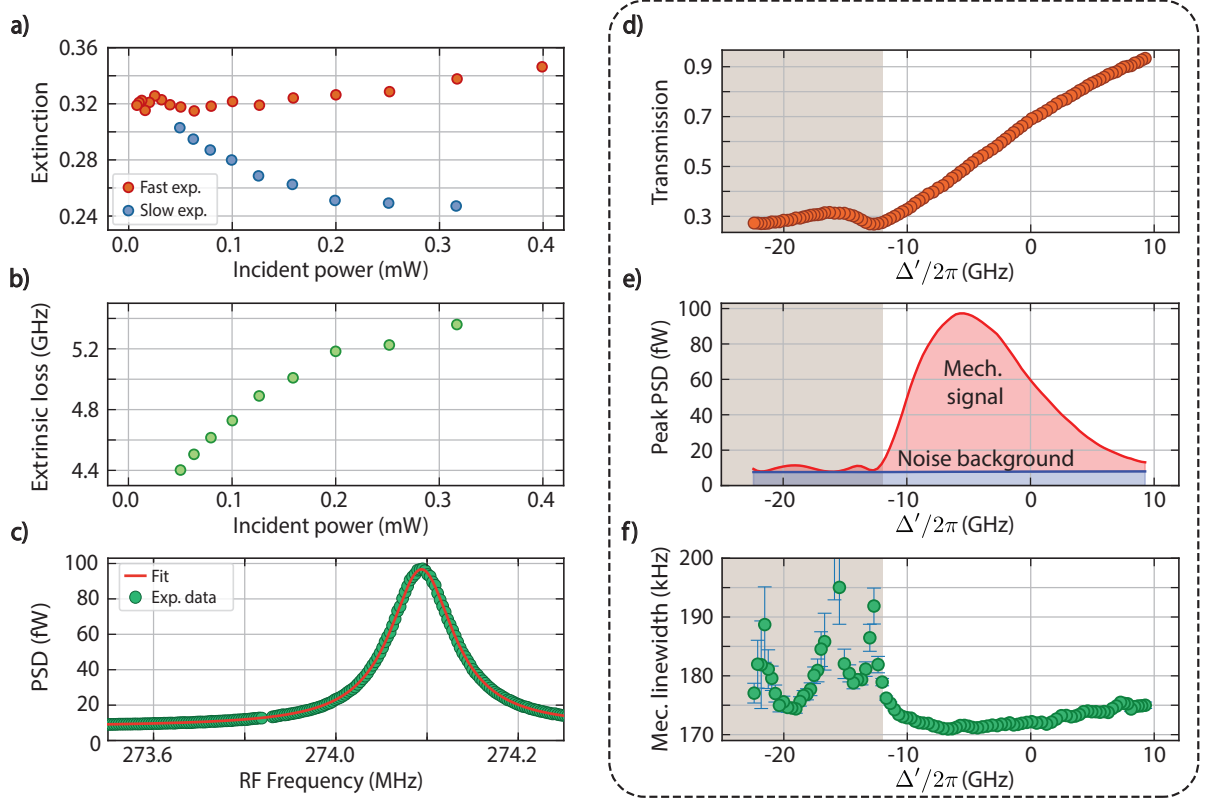 a)
0.36
0.32
0.28
0.24
Extinction
Fast exp.
Slow exp.
0.0 0.1 0.2 0.3 0.4
Incident power (mW)
b)
5.2
4.8
4.4
Extrinsic loss (GHz)
0.0 0.1 0.2 0.3 0.4
Incident power (mW)
c)
100
80
60
40
20
0
PSD (fW)
Fit
Exp. data
273.6 274.0 274.2
RF Frequency (MHz)
d)
0.9
0.7
0.5
0.3
Transmission
-20 -10 0 10
Δ′/2π (GHz)
e)
100
80
60
40
20
0
Peak PSD (fW)
Mech.
signal
Noise background
-20 -10 0 10
Δ′/2π (GHz)
f)
200
190
180
170
Mec. linewidth (kHz)
-20 -10 0 10
Δ′/2π (GHz)